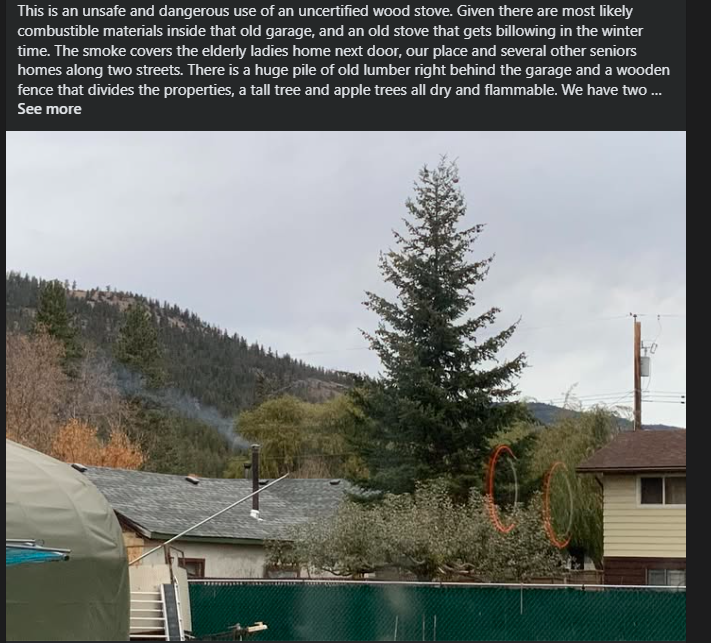 This is an unsafe and dangerous use of an uncertified wood stove. Given there are most likely
combustible materials inside that old garage, and an old stove that gets billowing in the winter
time. The smoke covers the elderly ladies home next door, our place and several other seniors
homes along two streets. There is a huge pile of old lumber right behind the garage and a wooden
fence that divides the properties, a tall tree and apple trees all dry and flammable. We have two ...
See more